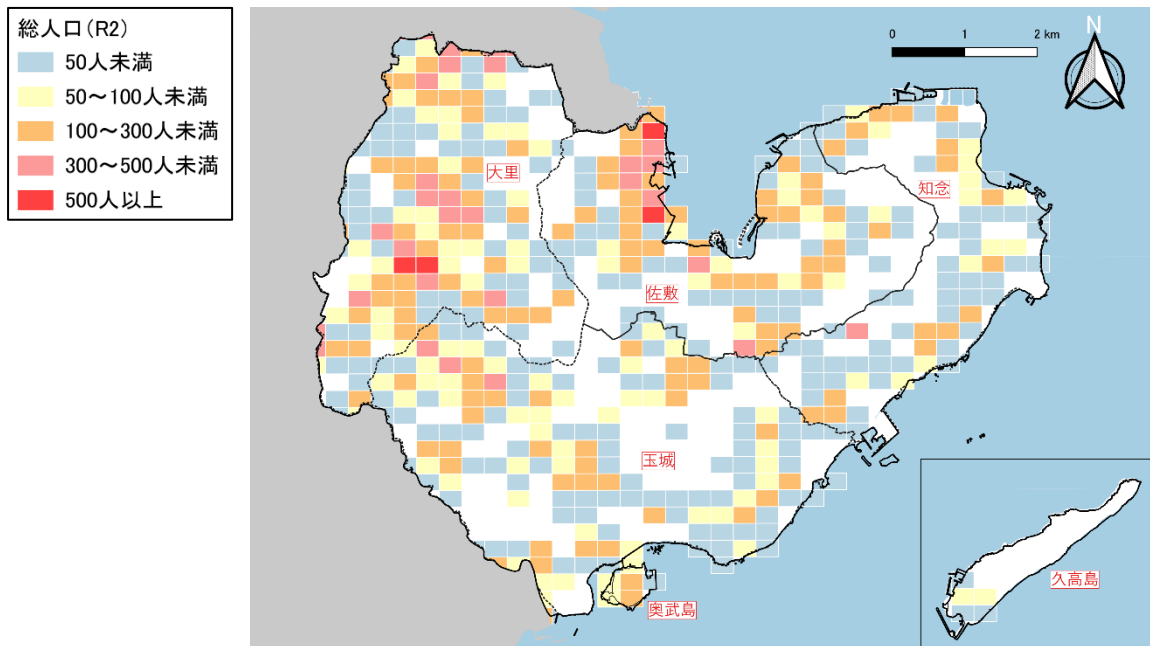 総人口(R2)
50人未満
50～100人未満
100～300人未満
300～500人未満
500人以上
0 1 2 km
N
大里
知念
佐敷
玉城
奥武島
久高島